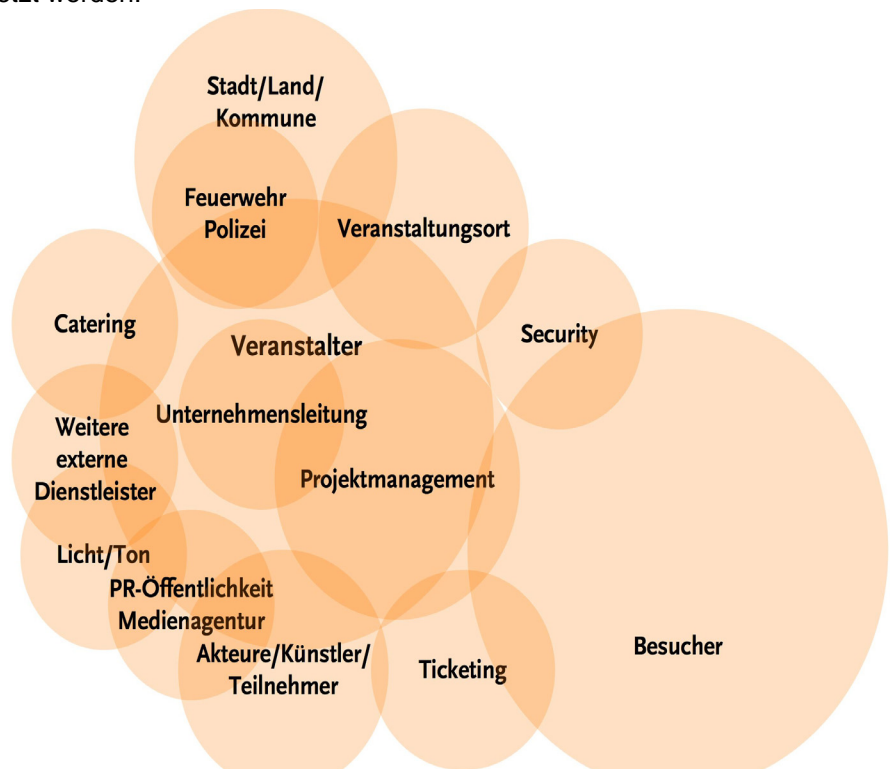 Stadt/Land/
Kommune
Feuerwehr
Polizei
Veranstaltungsort
Catering
Security
Veranstalter
Unternehmensleitung
Weitere
externe
Dienstleister
Projektmanagement
Licht/Ton
PR-Öffentlichkeit
Medienagentur
Akteure/Künstler/
Teilnehmer
Ticketing
Besucher